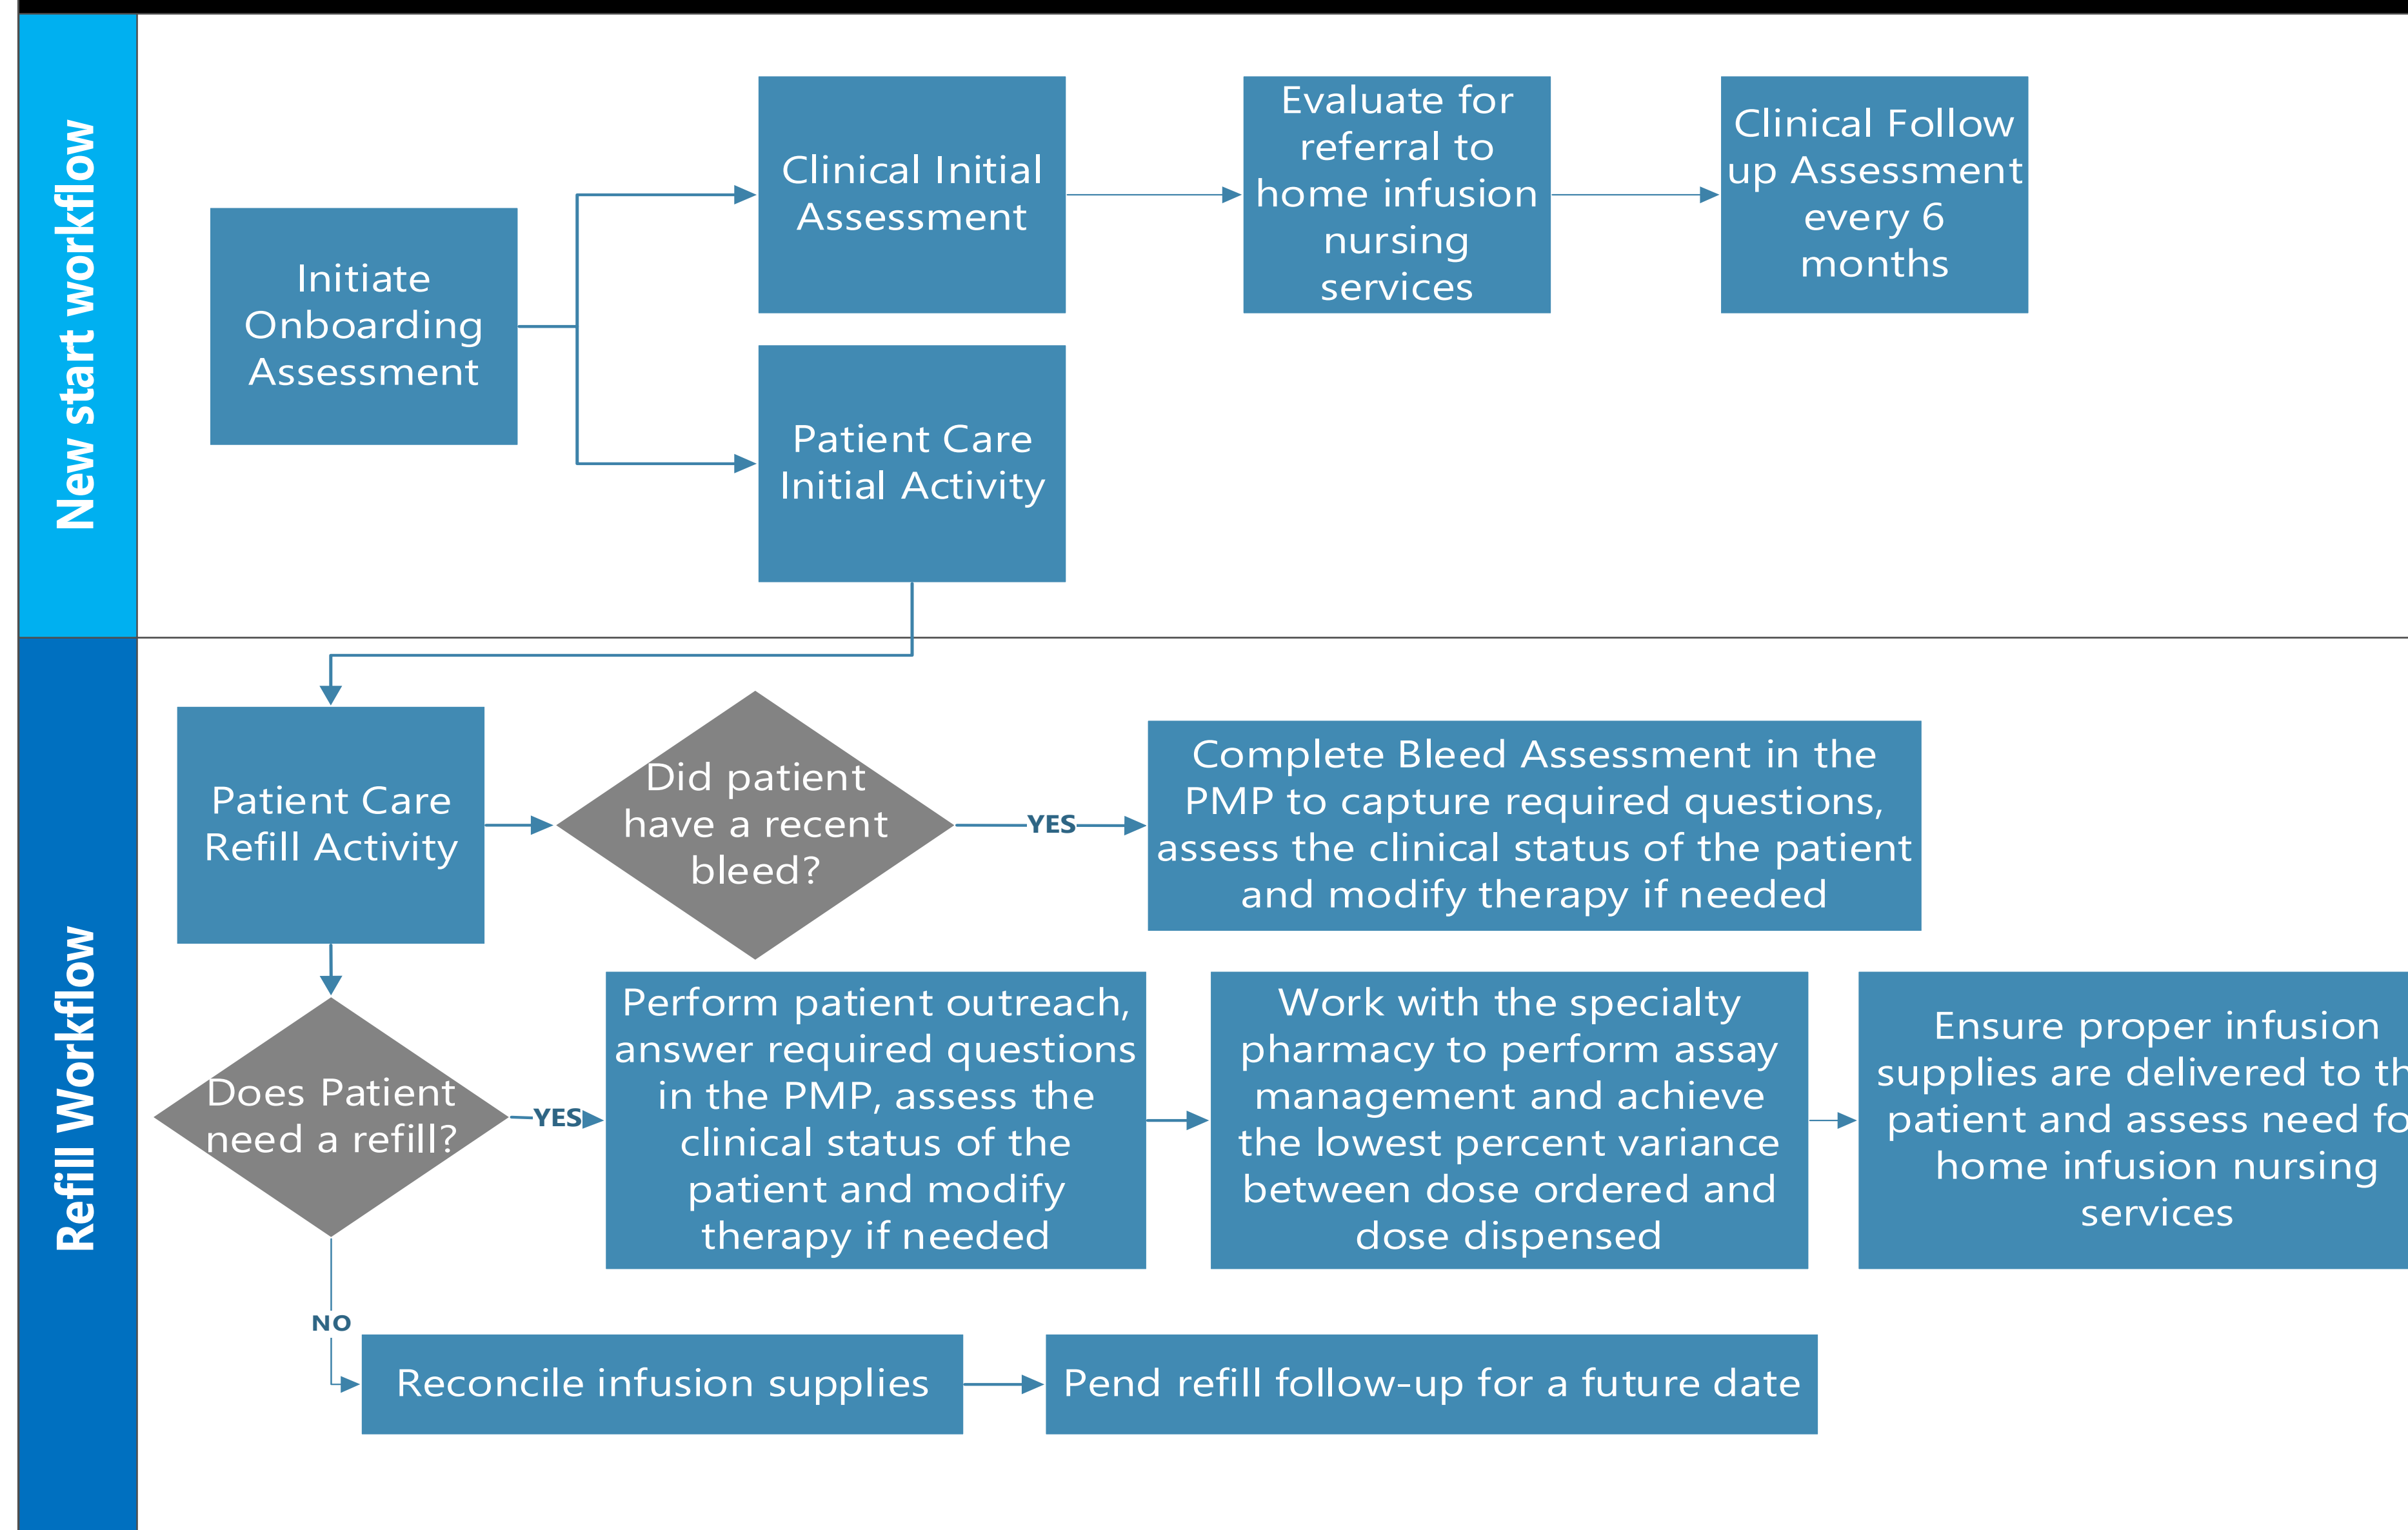 New start workflow
Initiate
Onboarding
Assessment
Clinical Initial
Assessment
Evaluate for
referral to
home infusion
nursing
services
Clinical Follow
up Assessment
every 6
months
Patient Care
Initial Activity
Refill Workflow
Patient Care
Refill Activity
Did patient
have a recent
bleed?
YES
Complete Bleed Assessment in the
PMP to capture required questions,
assess the clinical status of the patient
and modify therapy if needed
Does Patient
need a refill?
YES
Perform patient outreach,
answer required questions
in the PMP, assess the
clinical status of the
patient and modify
therapy if needed
Work with the specialty
pharmacy to perform assay
management and achieve
the lowest percent variance
between dose ordered and
dose dispensed
Ensure proper infusion
supplies are delivered to
patient and assess need
home infusion nursing
services
NO
Reconcile infusion supplies
Pend refill follow-up for a future date